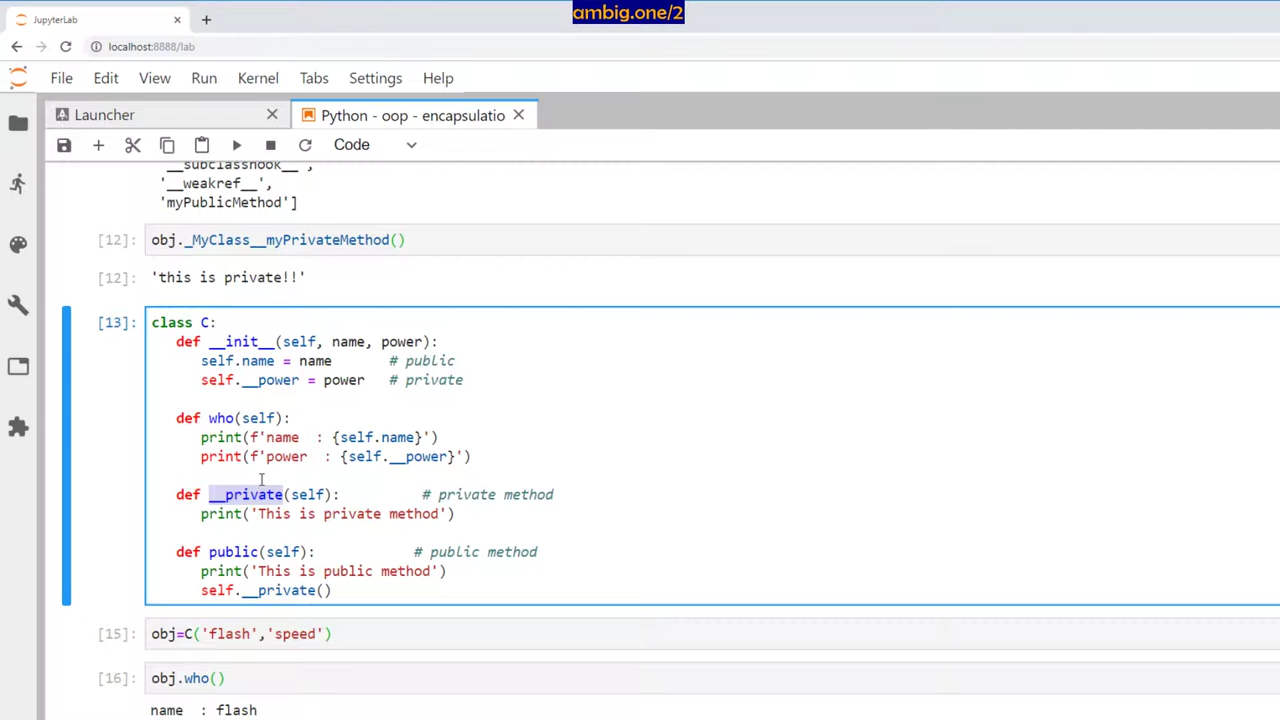 ambig.one/2
JupyterLab
localhost:8888/lab
File Edit View Run Kernel Tabs Settings Help
Launcher
Python - oop - encapsulatio
Code
'__subclasshook__',
'__weakref__',
'myPublicMethod']
[12]: obj._MyClass__myPrivateMethod()
[12]: 'this is private!!'
[13]: class C:
def __init__(self, name, power):
self.name = name # public
self.__power = power # private
def who(self):
print(f'name : {self.name}')
print(f'power : {self.__power}')
def __private(self): # private method
print('This is private method')
def public(self): # public method
print('This is public method')
self.__private()
[15]: obj=C('flash','speed')
[16]: obj.who()
name : flash